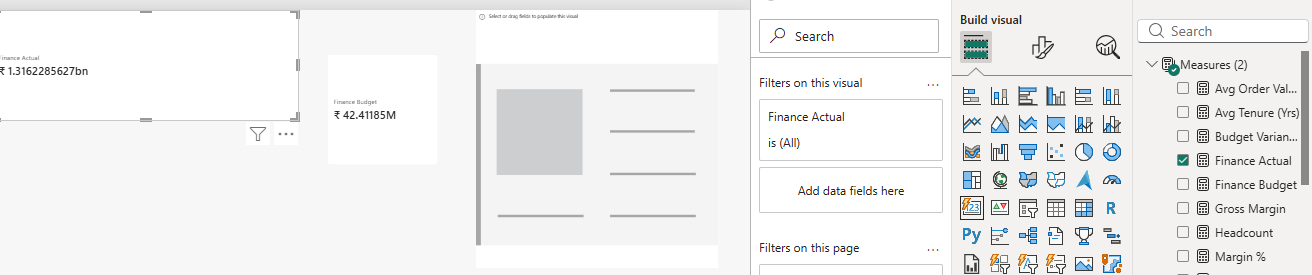 Select or drag fields to populate this visual
Finance Actual
₹ 1.3162285627bn
Finance Budget
₹ 42.41185M
Search
Filters on this visual
...
Finance Actual
is (All)
Add data fields here
Filters on this page
...
Build visual
123
R
Py
Search
Measures (2)
Avg Order Val...
Avg Tenure (Yrs)
Budget Varian...
Finance Actual
Finance Budget
Gross Margin
Headcount
Margin %